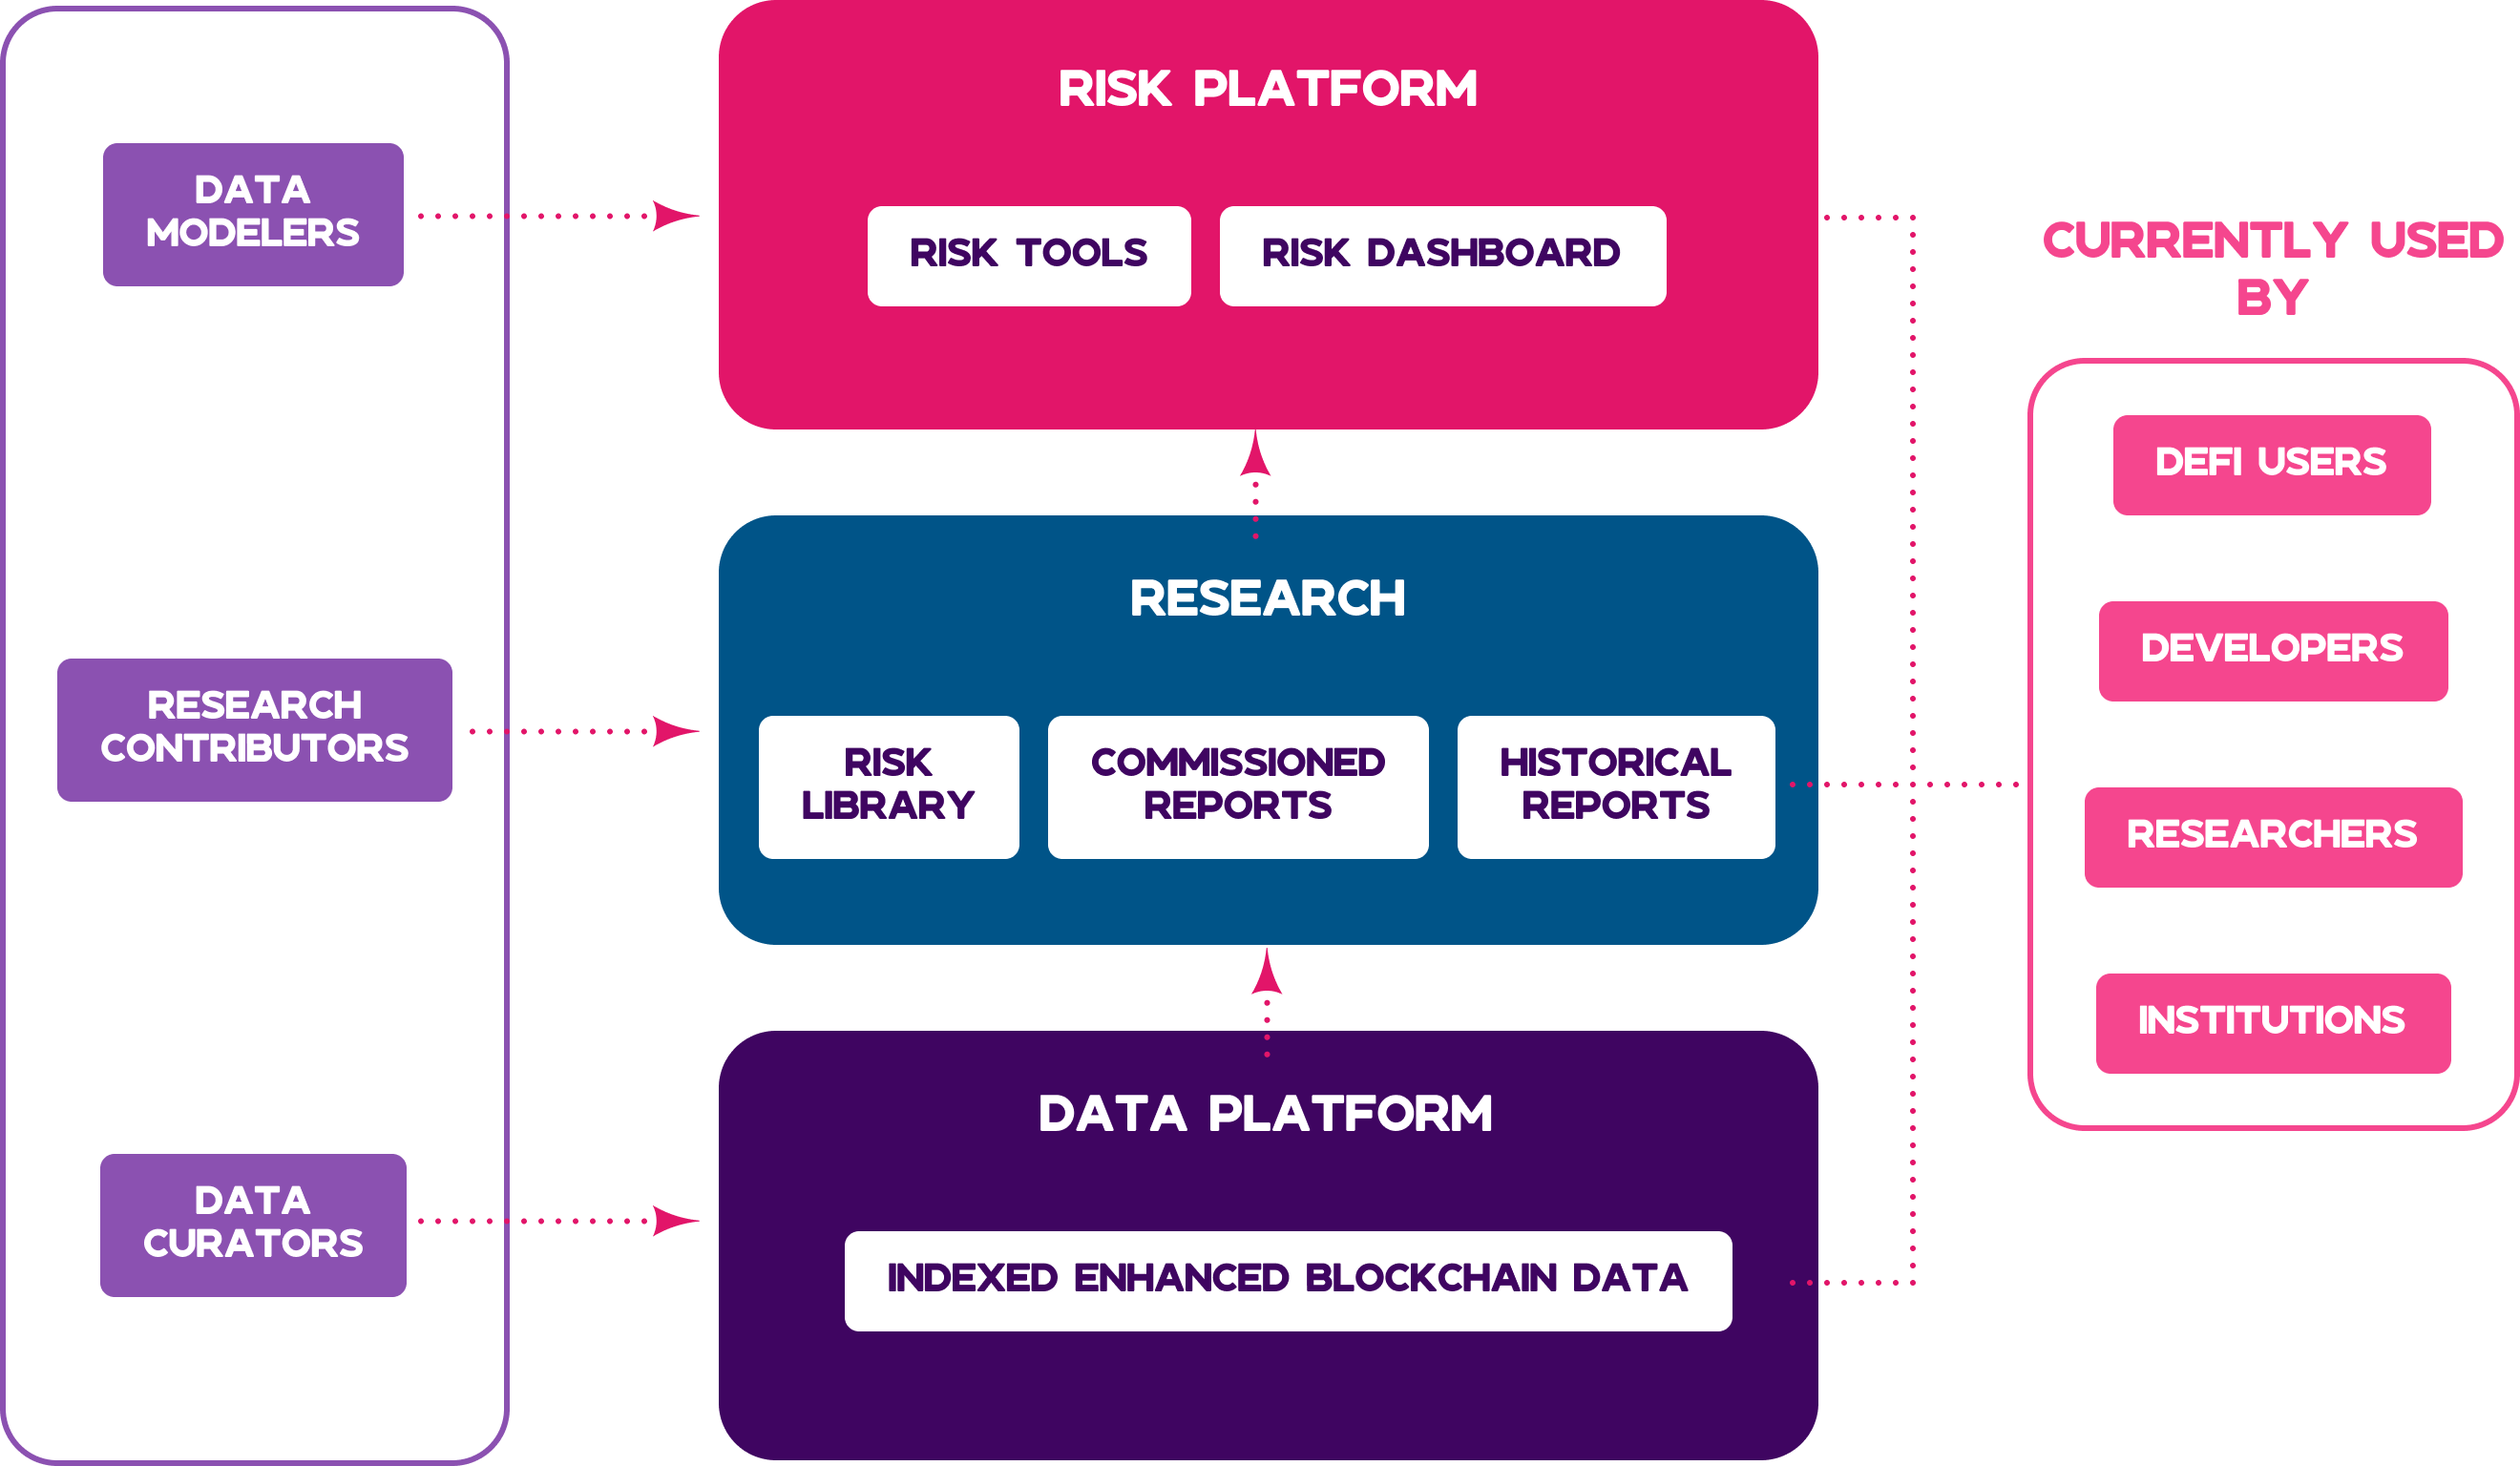 DATA
MODELERS
RESEARCH
CONTRIBUTORS
DATA
CURATORS
RISK PLATFORM
RISK TOOLS
RISK DASHBOARD
RESEARCH
RISK
LIBRARY
COMMISSIONED
REPORTS
HISTORICAL
REPORTS
DATA PLATFORM
INDEXED ENHANCED BLOCKCHAIN DATA
CURRENTLY USED
BY
DEFI USERS
DEVELOPERS
RESEARCHERS
INSTITUTIONS